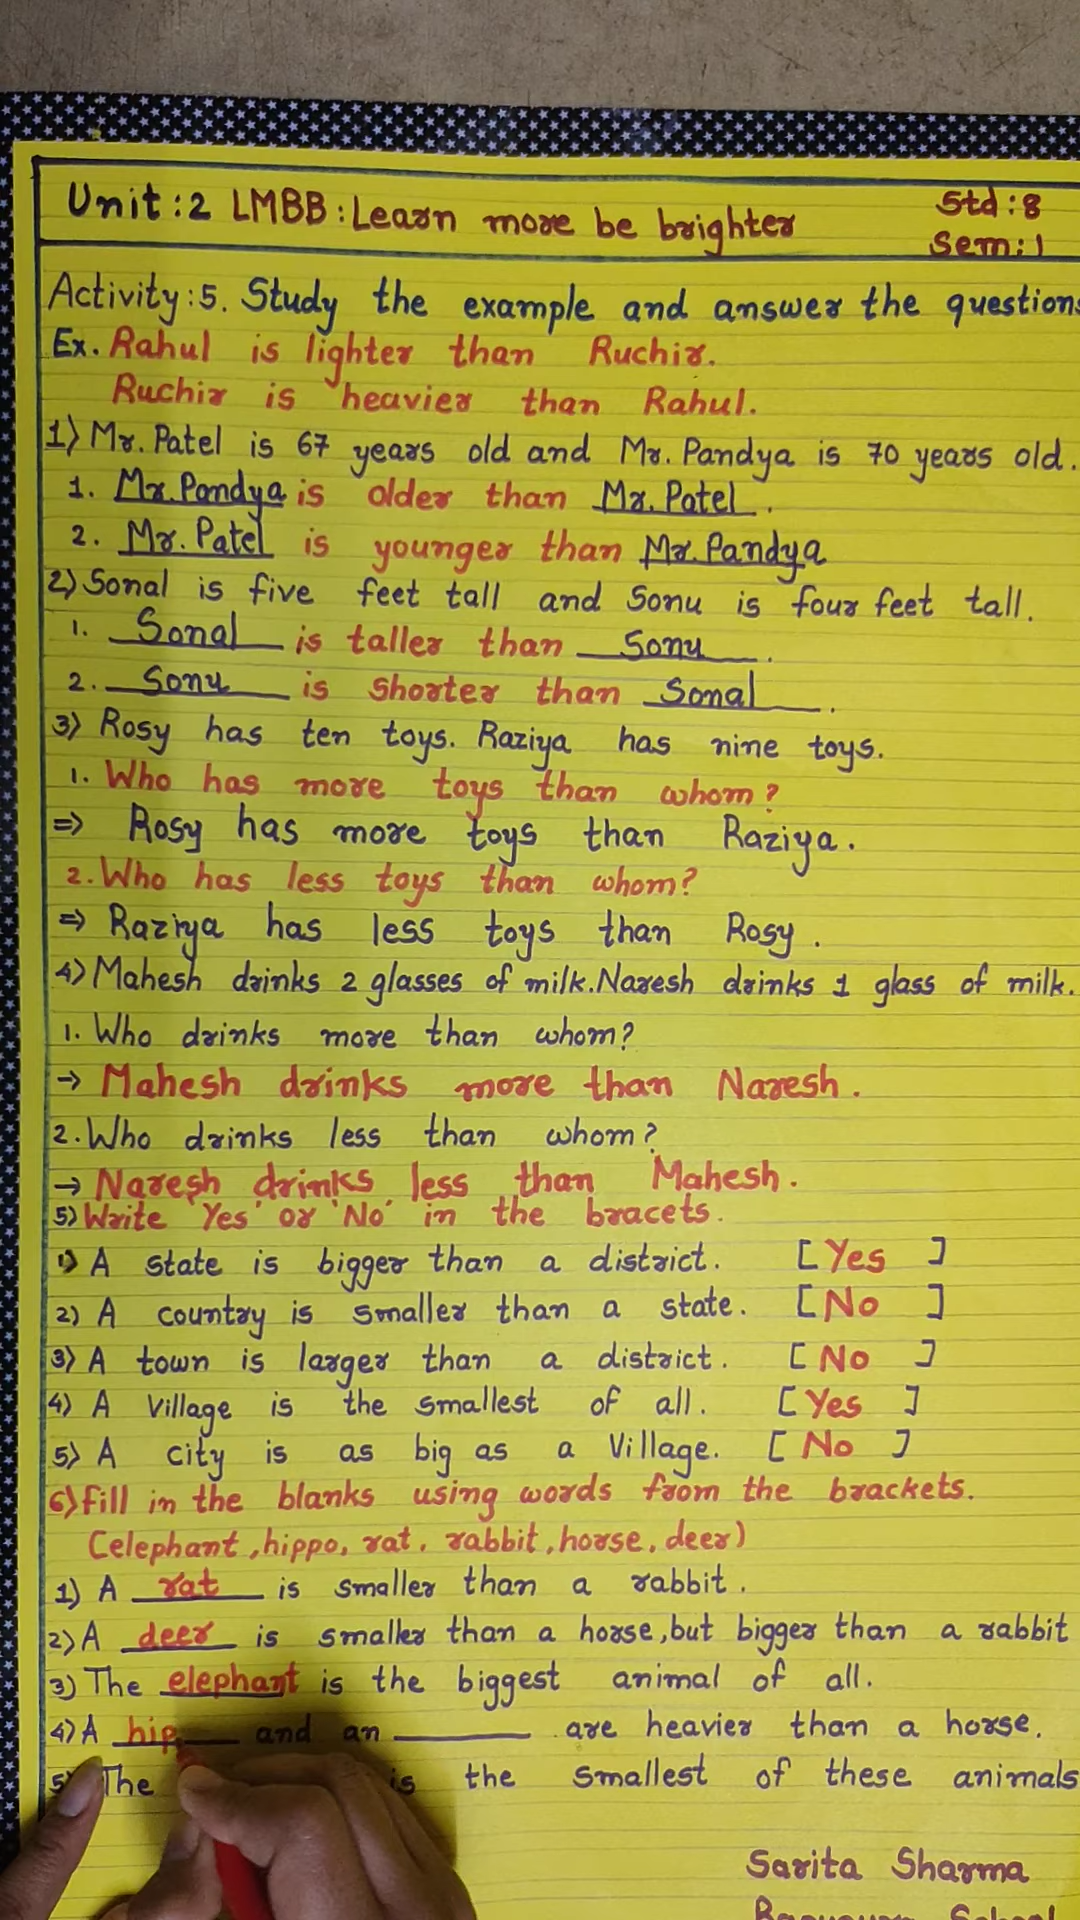 Unit:2 LMBB:Learn more be brighter Std:8
Sem:1
Activity:5. Study the example and answer the questions
Ex. Rahul is lighter than Ruchir.
Ruchir is heavier than Rahul.
1) Mr. Patel is 67 years old and Mr. Pandya is 70 years old.
1. Mr. Pandya is older than Mr. Patel.
2. Mr. Patel is younger than Mr. Pandya
2) Sonal is five feet tall and Sonu is four feet tall.
1. Sonal is taller than Sonu.
2. Sonu is shorter than Sonal.
3) Rosy has ten toys. Raziya has nine toys.
1. Who has more toys than whom?
⇒ Rosy has more toys than Raziya.
2. Who has less toys than whom?
⇒ Raziya has less toys than Rosy.
4) Mahesh drinks 2 glasses of milk. Naresh drinks 1 glass of milk.
1. Who drinks more than whom?
→ Mahesh drinks more than Naresh.
2. Who drinks less than whom?
→ Naresh drinks less than Mahesh.
5) Write 'Yes' or 'No' in the bracets.
1) A state is bigger than a district. [Yes]
2) A country is smaller than a state. [No]
3) A town is larger than a district. [No]
4) A Village is the smallest of all. [Yes]
5) A city is as big as a Village. [No]
6) Fill in the blanks using words from the brackets.
(elephant, hippo, rat, rabbit, horse, deer)
1) A rat is smaller than a rabbit.
2) A deer is smaller than a horse, but bigger than a rabbit
3) The elephant is the biggest animal of all.
4) A hip and an ______ are heavier than a horse.
5) The is the smallest of these animals
Sarita Sharma